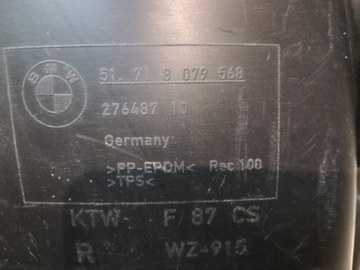 BMW
51. 71 8 079 568
276487 10
Germany
>PP-EPDM< Rec 100
>TPS<
KTW F 87 CS
R WZ-915